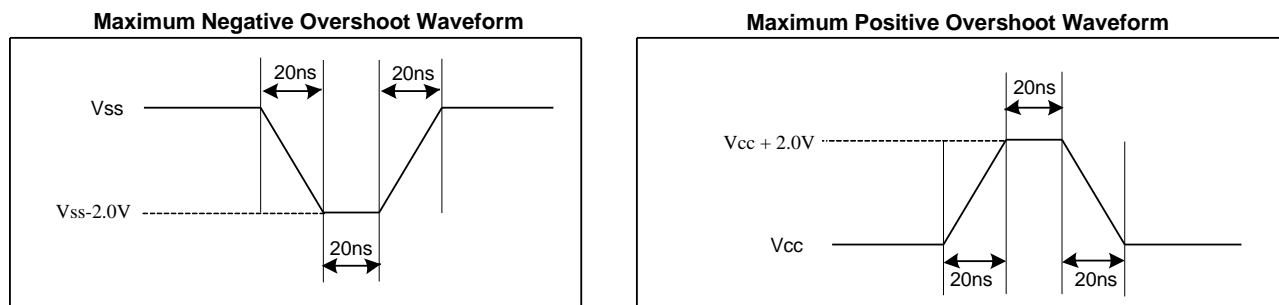 Maximum Negative Overshoot Waveform
20ns
20ns
Vss
Vss-2.0V
20ns
Maximum Positive Overshoot Waveform
20ns
Vcc + 2.0V
Vcc
20ns
20ns